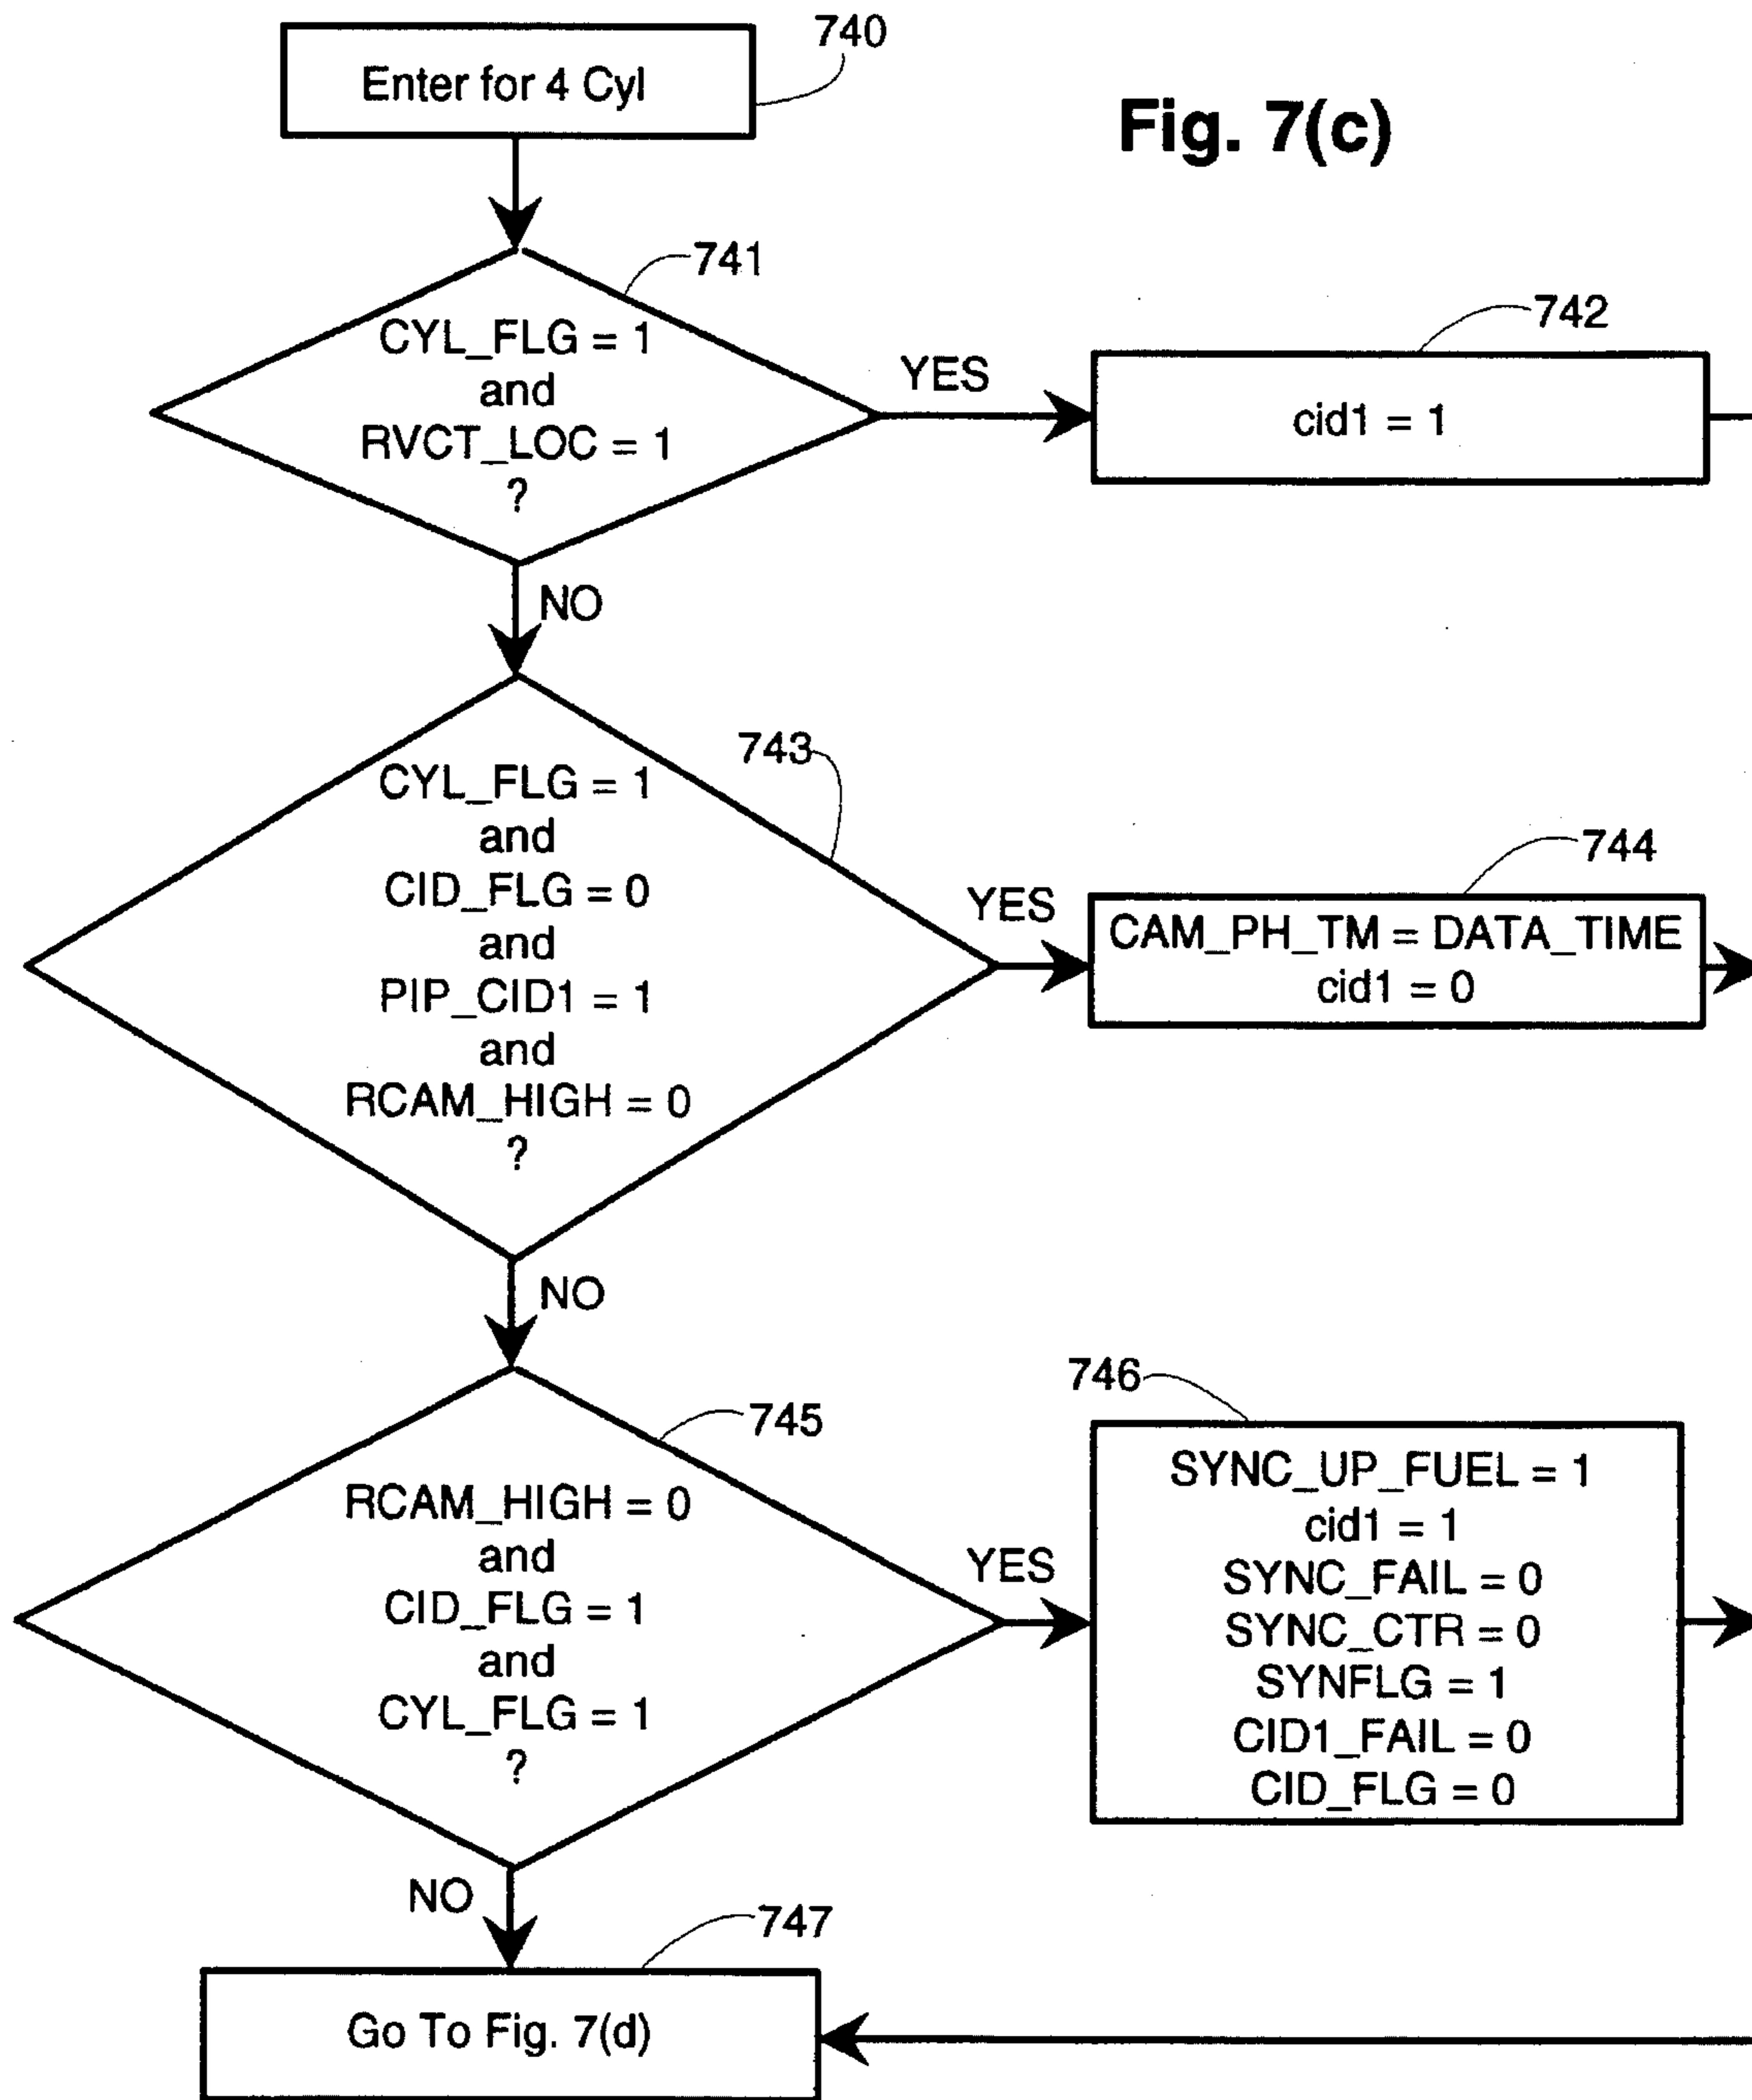 740
Enter for 4 Cyl
Fig. 7(c)
741
CYL_FLG = 1
and
RVCT_LOC = 1
?
YES
742
cid1 = 1
NO
743
CYL_FLG = 1
and
CID_FLG = 0
and
PIP_CID1 = 1
and
RCAM_HIGH = 0
?
YES
744
CAM_PH_TM = DATA_TIME
cid1 = 0
NO
745
RCAM_HIGH = 0
and
CID_FLG = 1
and
CYL_FLG = 1
?
YES
746
SYNC_UP_FUEL = 1
cid1 = 1
SYNC_FAIL = 0
SYNC_CTR = 0
SYNFLG = 1
CID1_FAIL = 0
CID_FLG = 0
NO
747
Go To Fig. 7(d)